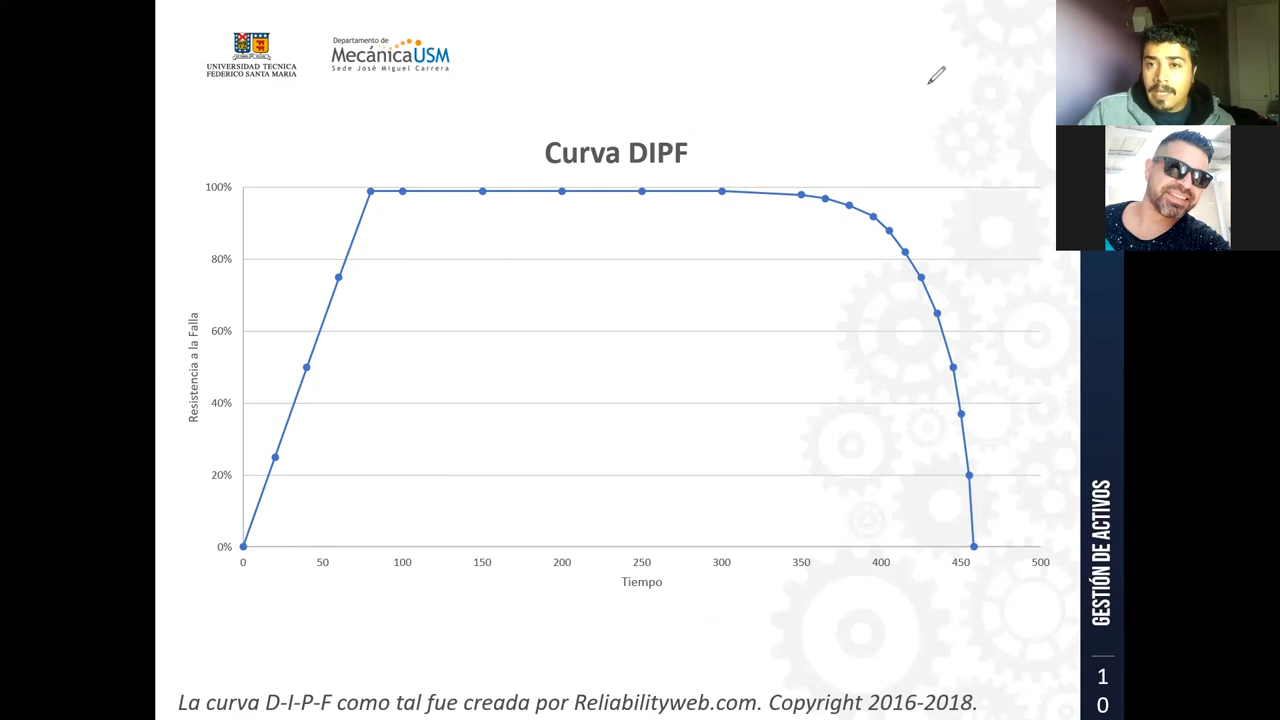 UNIVERSIDAD TECNICA
FEDERICO SANTA MARIA
Departamento de
MecánicaUSM
Sede José Miguel Carrera
Curva DIPF
100%
80%
60%
40%
20%
0%
Resistencia a la Falla
0 50 100 150 200 250 300 350 400 450 500
Tiempo
GESTIÓN DE ACTIVOS
1
0
La curva D-I-P-F como tal fue creada por Reliabilityweb.com. Copyright 2016-2018.